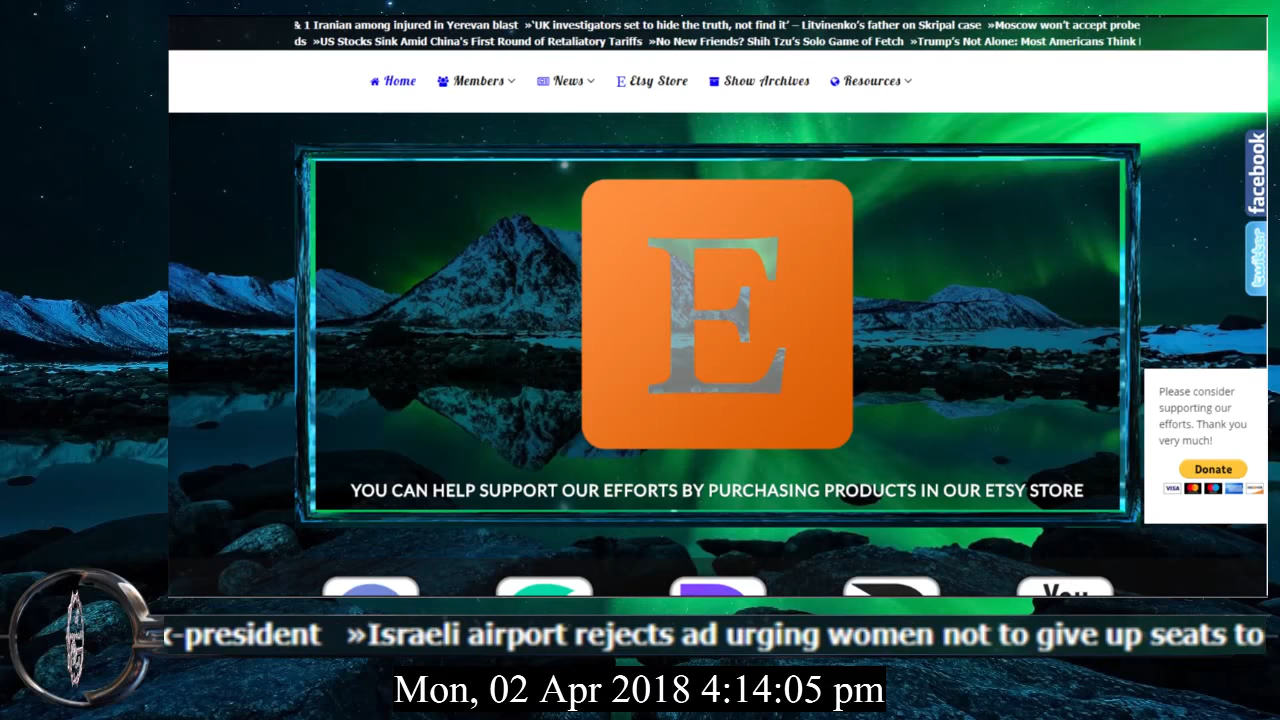 & 1 Iranian among injured in Yerevan blast »'UK investigators set to hide the truth, not find it' – Litvinenko's father on Skripal case »Moscow won't accept probe
ds »US Stocks Sink Amid China's First Round of Retaliatory Tariffs »No New Friends? Shih Tzu's Solo Game of Fetch »Trump's Not Alone: Most Americans Think
Home Members News E Etsy Store Show Archives Resources
facebook
twitter
E
Please consider
supporting our
efforts. Thank you
very much!
Donate
VISA DISCOVER
YOU CAN HELP SUPPORT OUR EFFORTS BY PURCHASING PRODUCTS IN OUR ETSY STORE
You
k-president »Israeli airport rejects ad urging women not to give up seats to
Mon, 02 Apr 2018 4:14:05 pm